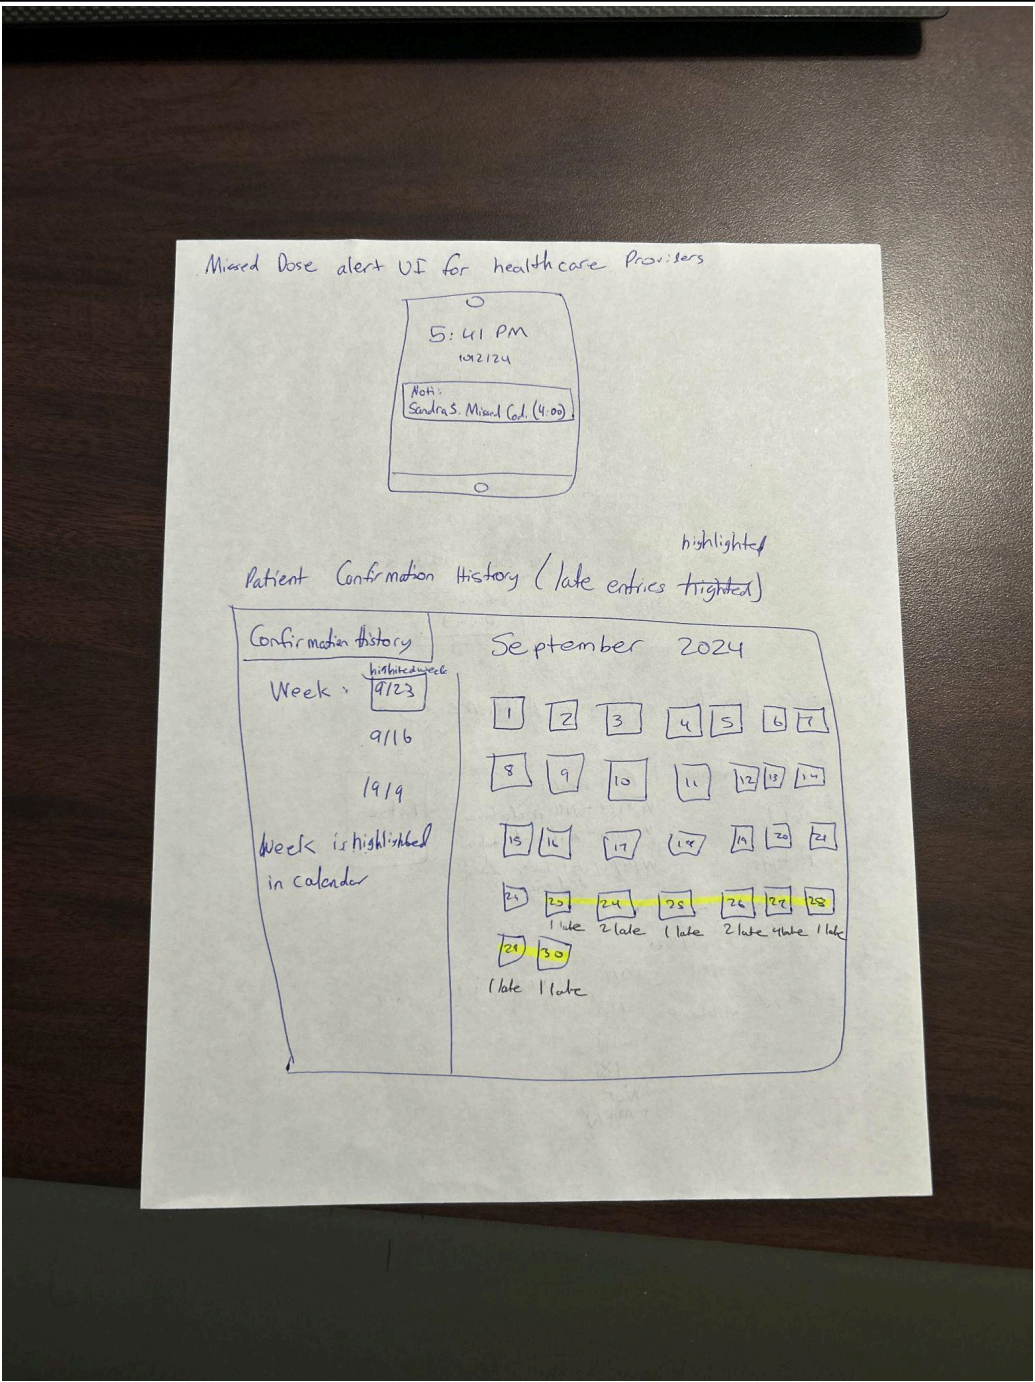 Missed Dose alert UI for healthcare Providers
5:41 PM
10/2/24
Noti:
Sandra S. Missed Cod. (4:00)
highlighted
Patient Confirmation History (late entries highted)
Confirmation History
September 2024
highlited week
Week: 9/23
1 2 3 4 5 6 7
9/16
8 9 10 11 12 13 14
9/9
15 16 17 18 19 20 21
Week is highlighted
in calendar
24 25 26 27 28
1 late 2 late 1 late 2 late 4 late 1 late
29 30
1 late 1 late